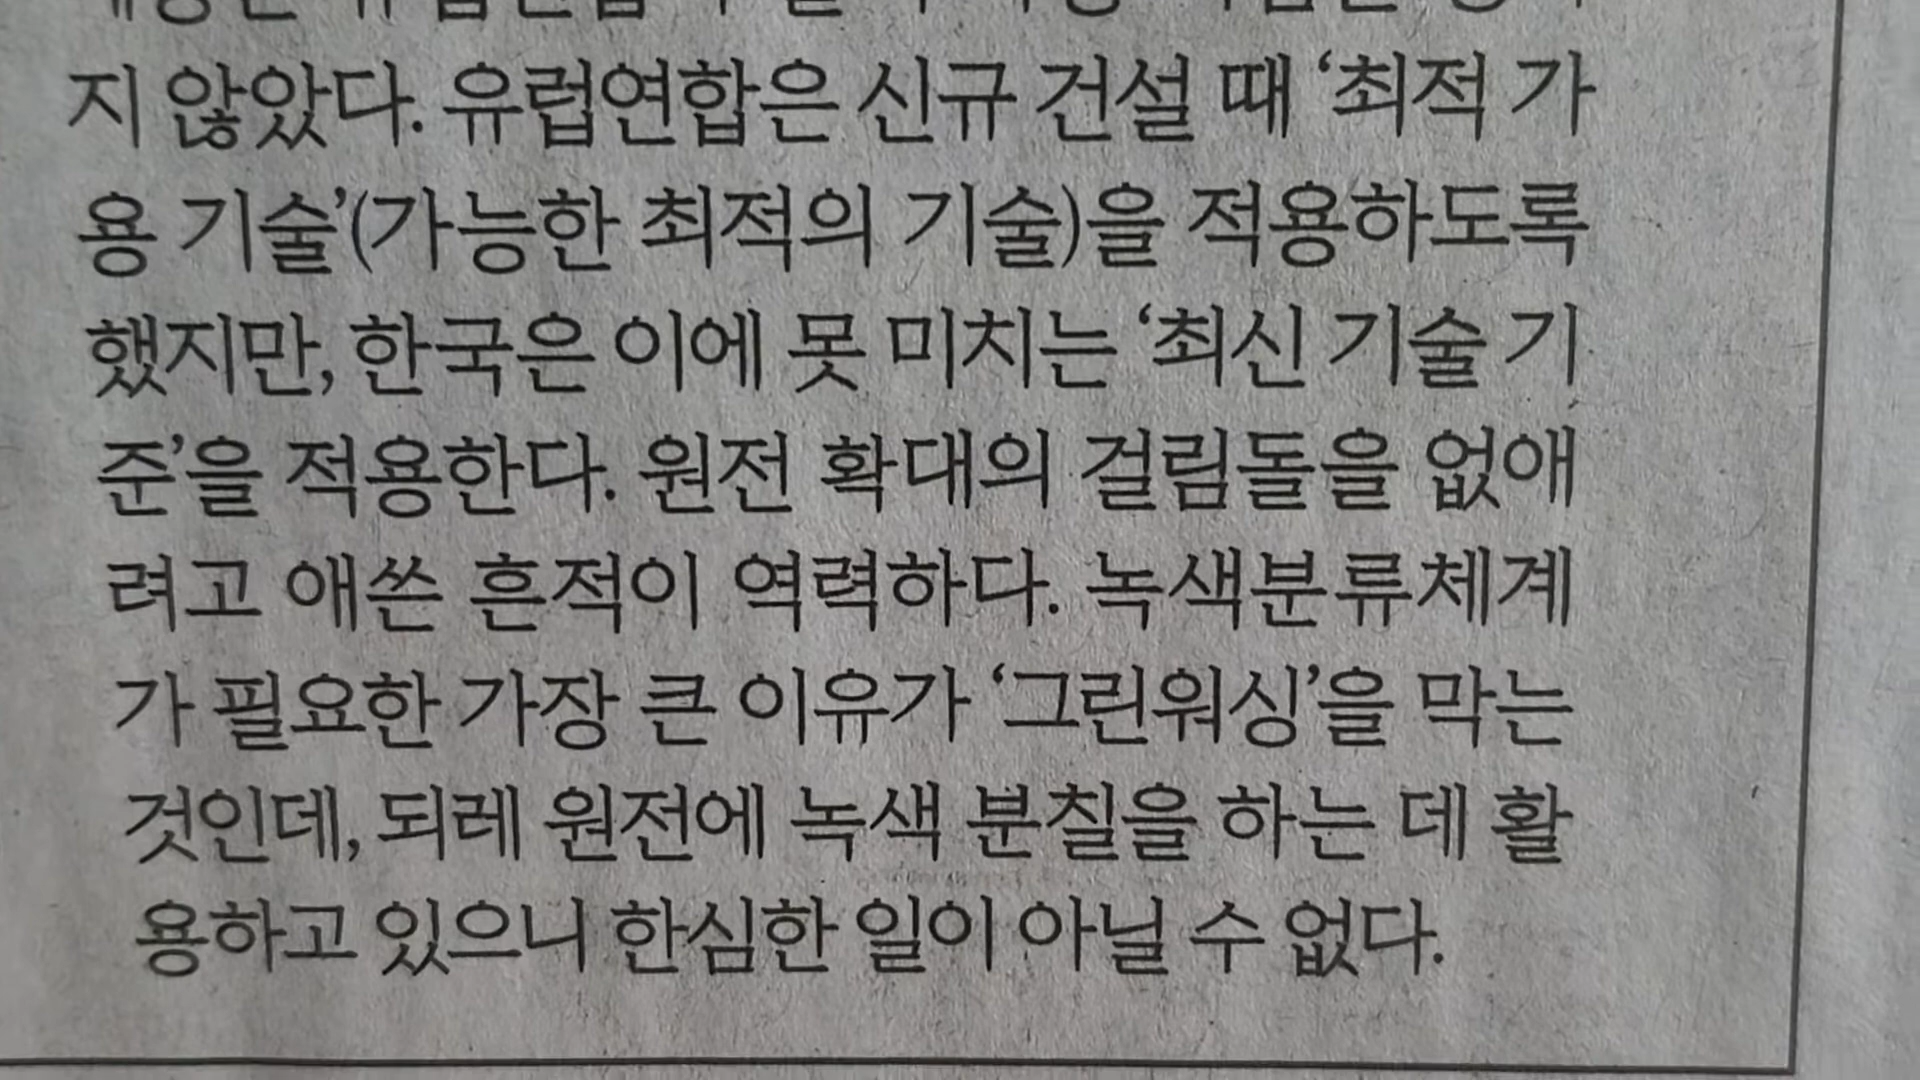 지 않았다. 유럽연합은 신규 건설 때 ‘최적 가
용 기술’(가능한 최적의 기술)을 적용하도록
했지만, 한국은 이에 못 미치는 ‘최신 기술 기
준’을 적용한다. 원전 확대의 걸림돌을 없애
려고 애쓴 흔적이 역력하다. 녹색분류체계
가 필요한 가장 큰 이유가 ‘그린워싱’을 막는
것인데, 되레 원전에 녹색 분칠을 하는 데 활
용하고 있으니 한심한 일이 아닐 수 없다.